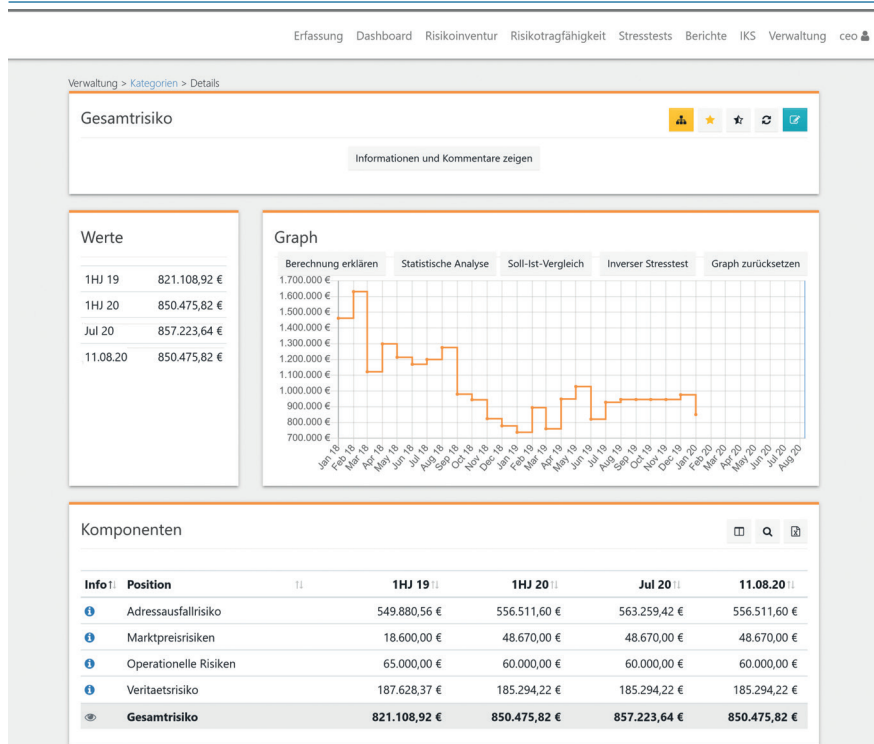 Erfassung Dashboard Risikoinventur Risikotragfähigkeit Stresstests Berichte IKS Verwaltung ceo
Verwaltung > Kategorien > Details
Gesamtrisiko
Informationen und Kommentare zeigen
Werte
1HJ 19 821.108,92 €
1HJ 20 850.475,82 €
Jul 20 857.223,64 €
11.08.20 850.475,82 €
Graph
Berechnung erklären Statistische Analyse Soll-Ist-Vergleich Inverser Stresstest Graph zurücksetzen
1.700.000 €
1.600.000 €
1.500.000 €
1.400.000 €
1.300.000 €
1.200.000 €
1.100.000 €
1.000.000 €
900.000 €
800.000 €
700.000 €
Jan 18 Feb 18 Mar 18 Apr 18 May 18 Jun 18 Jul 18 Aug 18 Sep 18 Oct 18 Nov 18 Dec 18 Jan 19 Feb 19 Mar 19 Apr 19 May 19 Jun 19 Jul 19 Aug 19 Sep 19 Oct 19 Nov 19 Dec 19 Jan 20 Feb 20 Mar 20 Apr 20 May 20 Jun 20 Jul 20 Aug 20
Komponenten
Info Position 1HJ 19 1HJ 20 Jul 20 11.08.20
Adressausfallrisiko 549.880,56 € 556.511,60 € 563.259,42 € 556.511,60 €
Marktpreisrisiken 18.600,00 € 48.670,00 € 48.670,00 € 48.670,00 €
Operationelle Risiken 65.000,00 € 60.000,00 € 60.000,00 € 60.000,00 €
Veritaetsrisiko 187.628,37 € 185.294,22 € 185.294,22 € 185.294,22 €
Gesamtrisiko 821.108,92 € 850.475,82 € 857.223,64 € 850.475,82 €